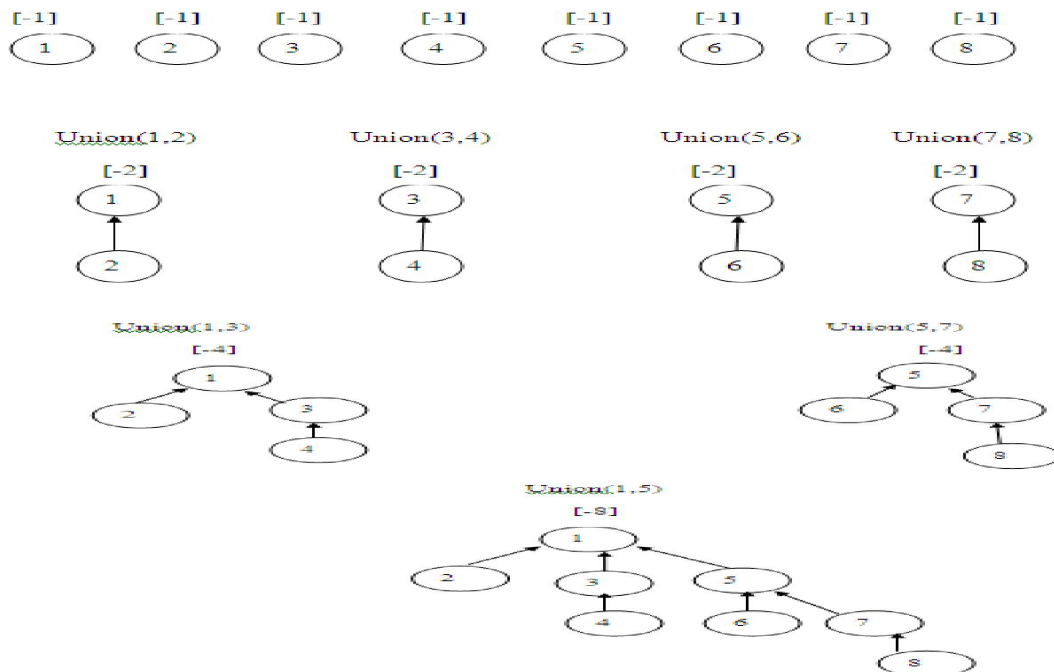 [-1] [-1] [-1] [-1] [-1] [-1] [-1] [-1]
1 2 3 4 5 6 7 8
Union(1,2) Union(3,4) Union(5,6) Union(7,8)
[-2] [-2] [-2] [-2]
1 3 5 7
2 4 6 8
Union(1,3) Union(5,7)
[-4] [-4]
1 5
2 3 6 7
4 8
Union(1,5)
[-8]
1
2 3 5
4 6 7
8